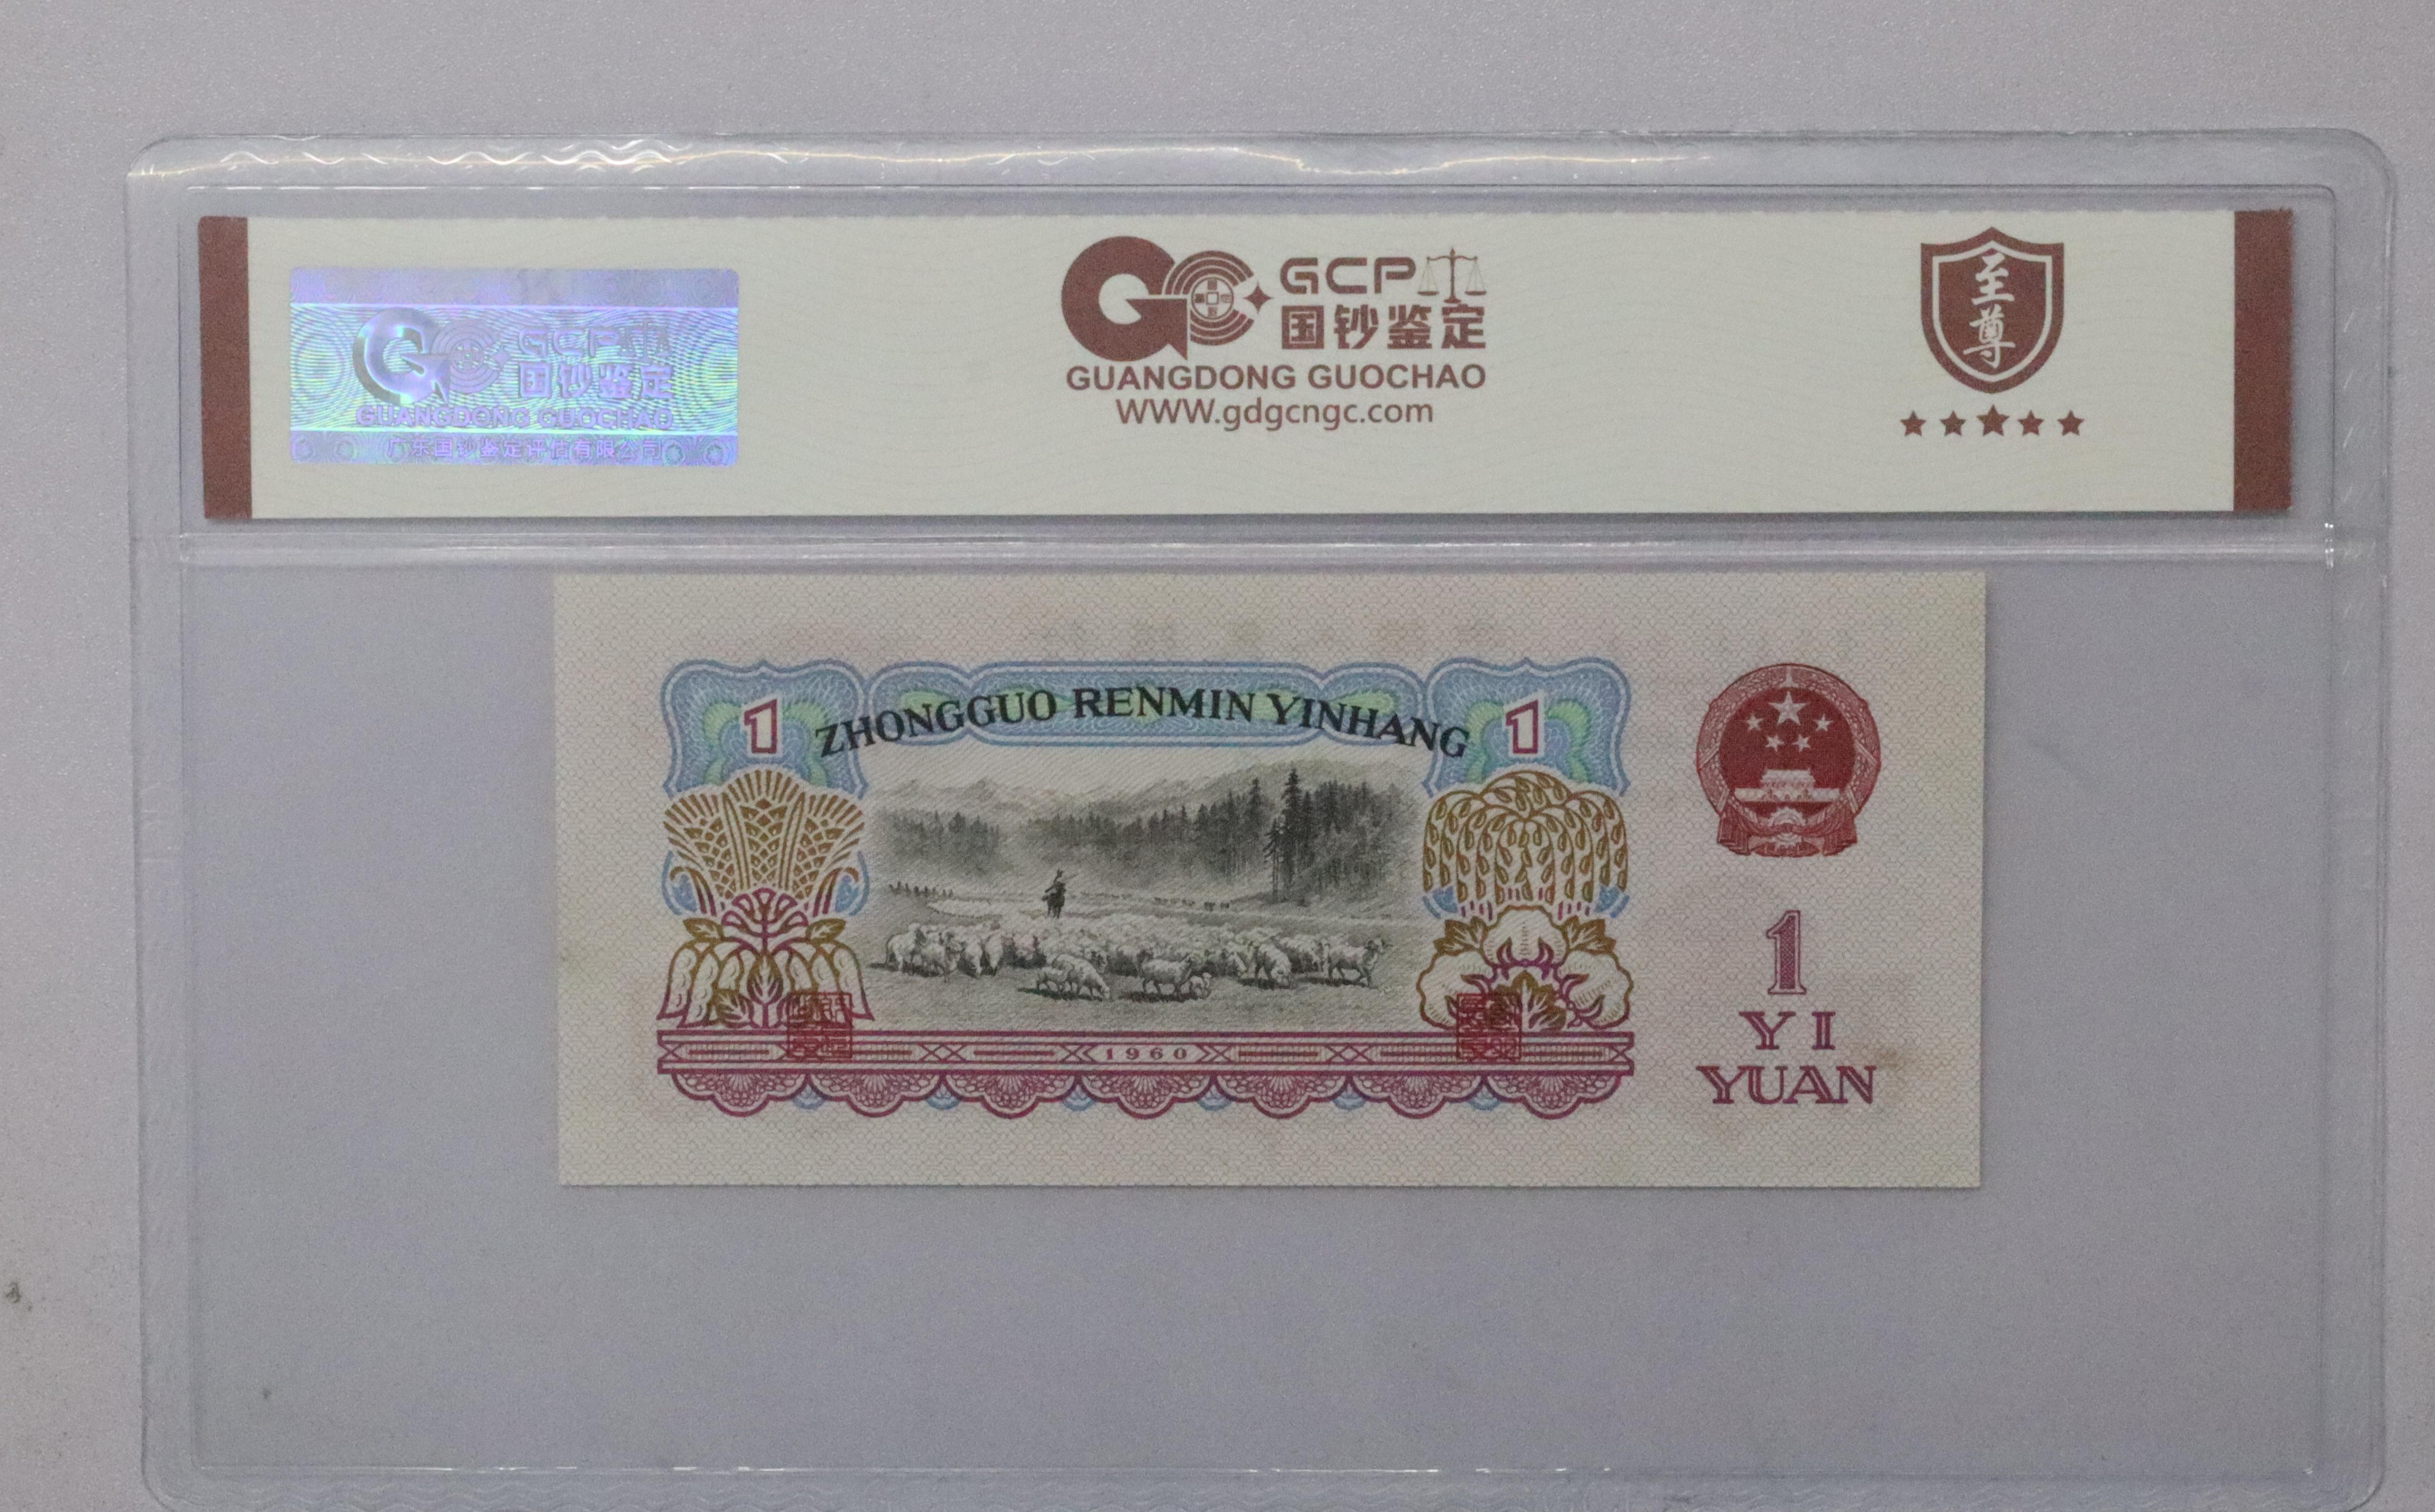 GCP
国钞鉴定
GUANGDONG GUOCHAO
广东国钞鉴定评估有限公司
GCP
国钞鉴定
GUANGDONG GUOCHAO
WWW.gdgcngc.com
至尊
1 ZHONGGUO RENMIN YINHANG 1
1960
1
YI
YUAN